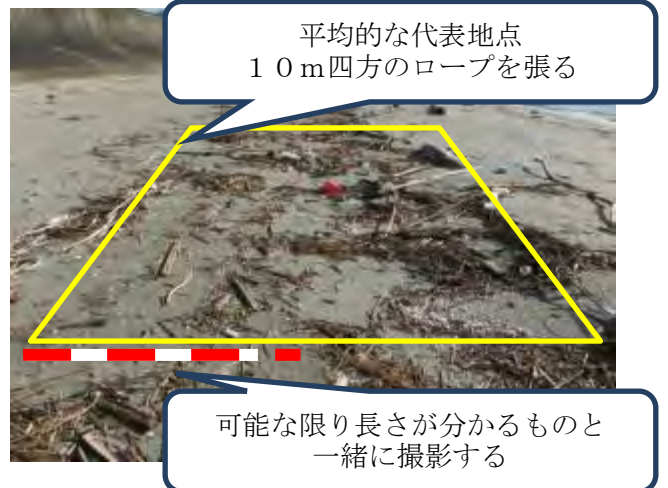 平均的な代表地点
１０ｍ四方のロープを張る
可能な限り長さが分かるものと
一緒に撮影する